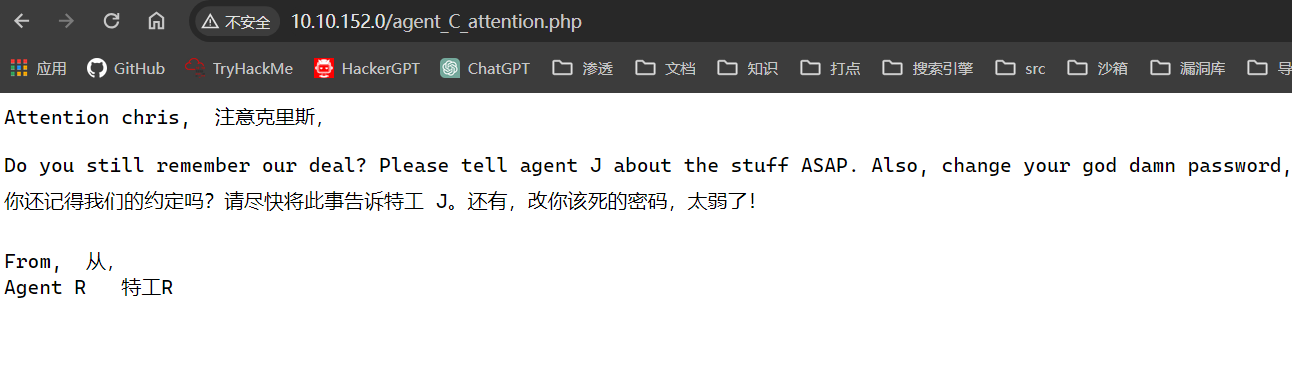 不安全 10.10.152.0/agent_C_attention.php
应用 GitHub TryHackMe HackerGPT ChatGPT 渗透 文档 知识 打点 搜索引擎 src 沙箱 漏洞库 导
Attention chris, 注意克里斯,
Do you still remember our deal? Please tell agent J about the stuff ASAP. Also, change your god damn password,
你还记得我们的约定吗? 请尽快将此事告诉特工 J。还有, 改你该死的密码, 太弱了!
From, 从,
Agent R 特工R